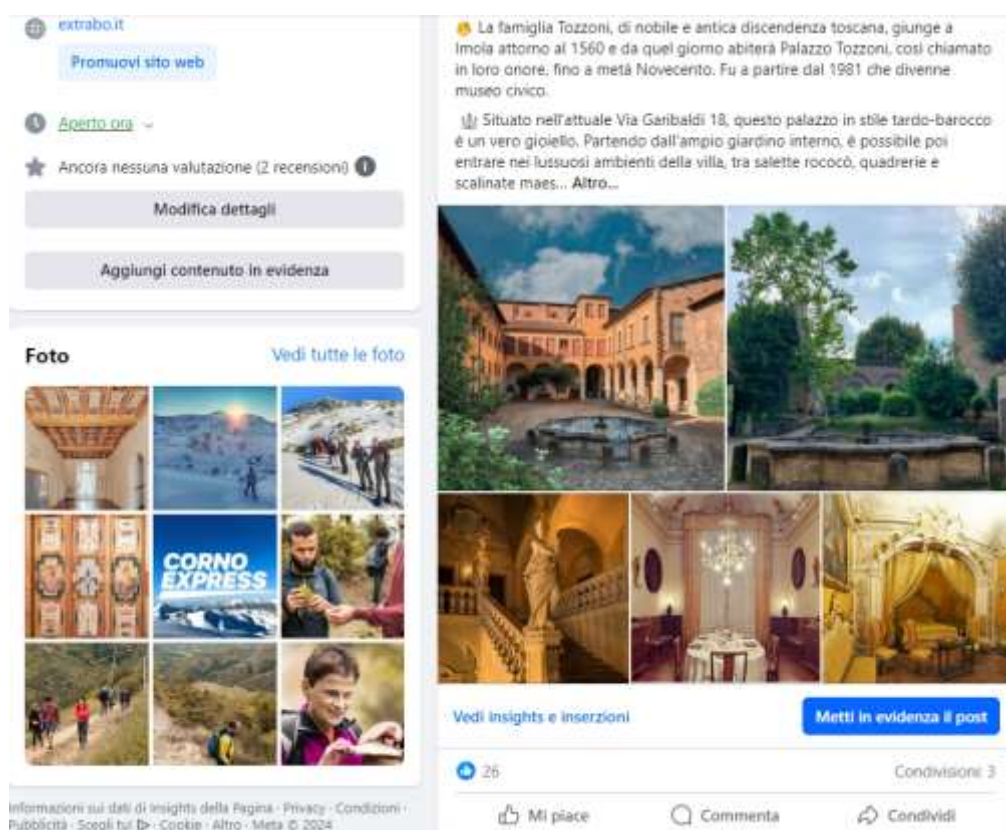 extrabo.it
Promuovi sito web
Aperto ora
Ancora nessuna valutazione (2 recensioni)
Modifica dettagli
Aggiungi contenuto in evidenza
Foto
Vedi tutte le foto
CORNO
EXPRESS
Informazioni sui dati di Insights della Pagina · Privacy · Condizioni ·
Pubblicità · Scegli tu! · Cookie · Altro · Meta © 2024
La famiglia Tozzoni, di nobile e antica discendenza toscana, giunge a
Imola attorno al 1560 e da quel giorno abiterà Palazzo Tozzoni, così chiamato
in loro onore, fino a metà Novecento. Fu a partire dal 1981 che divenne
museo civico.
Situato nell'attuale Via Garibaldi 18, questo palazzo in stile tardo-barocco
è un vero gioiello. Partendo dall'ampio giardino interno, è possibile poi
entrare nei lussuosi ambienti della villa, tra salette rococò, quadrerie e
scalinate maes... Altro...
Vedi insights e inserzioni
Metti in evidenza il post
26
Condivisioni: 3
Mi piace
Commenta
Condividi